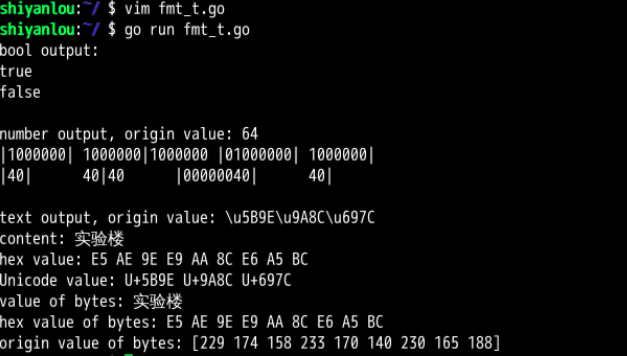 shiyanlou:~/ $ vim fmt_t.go
shiyanlou:~/ $ go run fmt_t.go
bool output:
true
false
number output, origin value: 64
|1000000| 1000000|1000000 |01000000| 1000000|
|40|      40|40      |00000040|      40|
text output, origin value: \u5B9E\u9A8C\u697C
content: 实验楼
hex value: E5 AE 9E E9 AA 8C E6 A5 BC
Unicode value: U+5B9E U+9A8C U+697C
value of bytes: 实验楼
hex value of bytes: E5 AE 9E E9 AA 8C E6 A5 BC
origin value of bytes: [229 174 158 233 170 140 230 165 188]